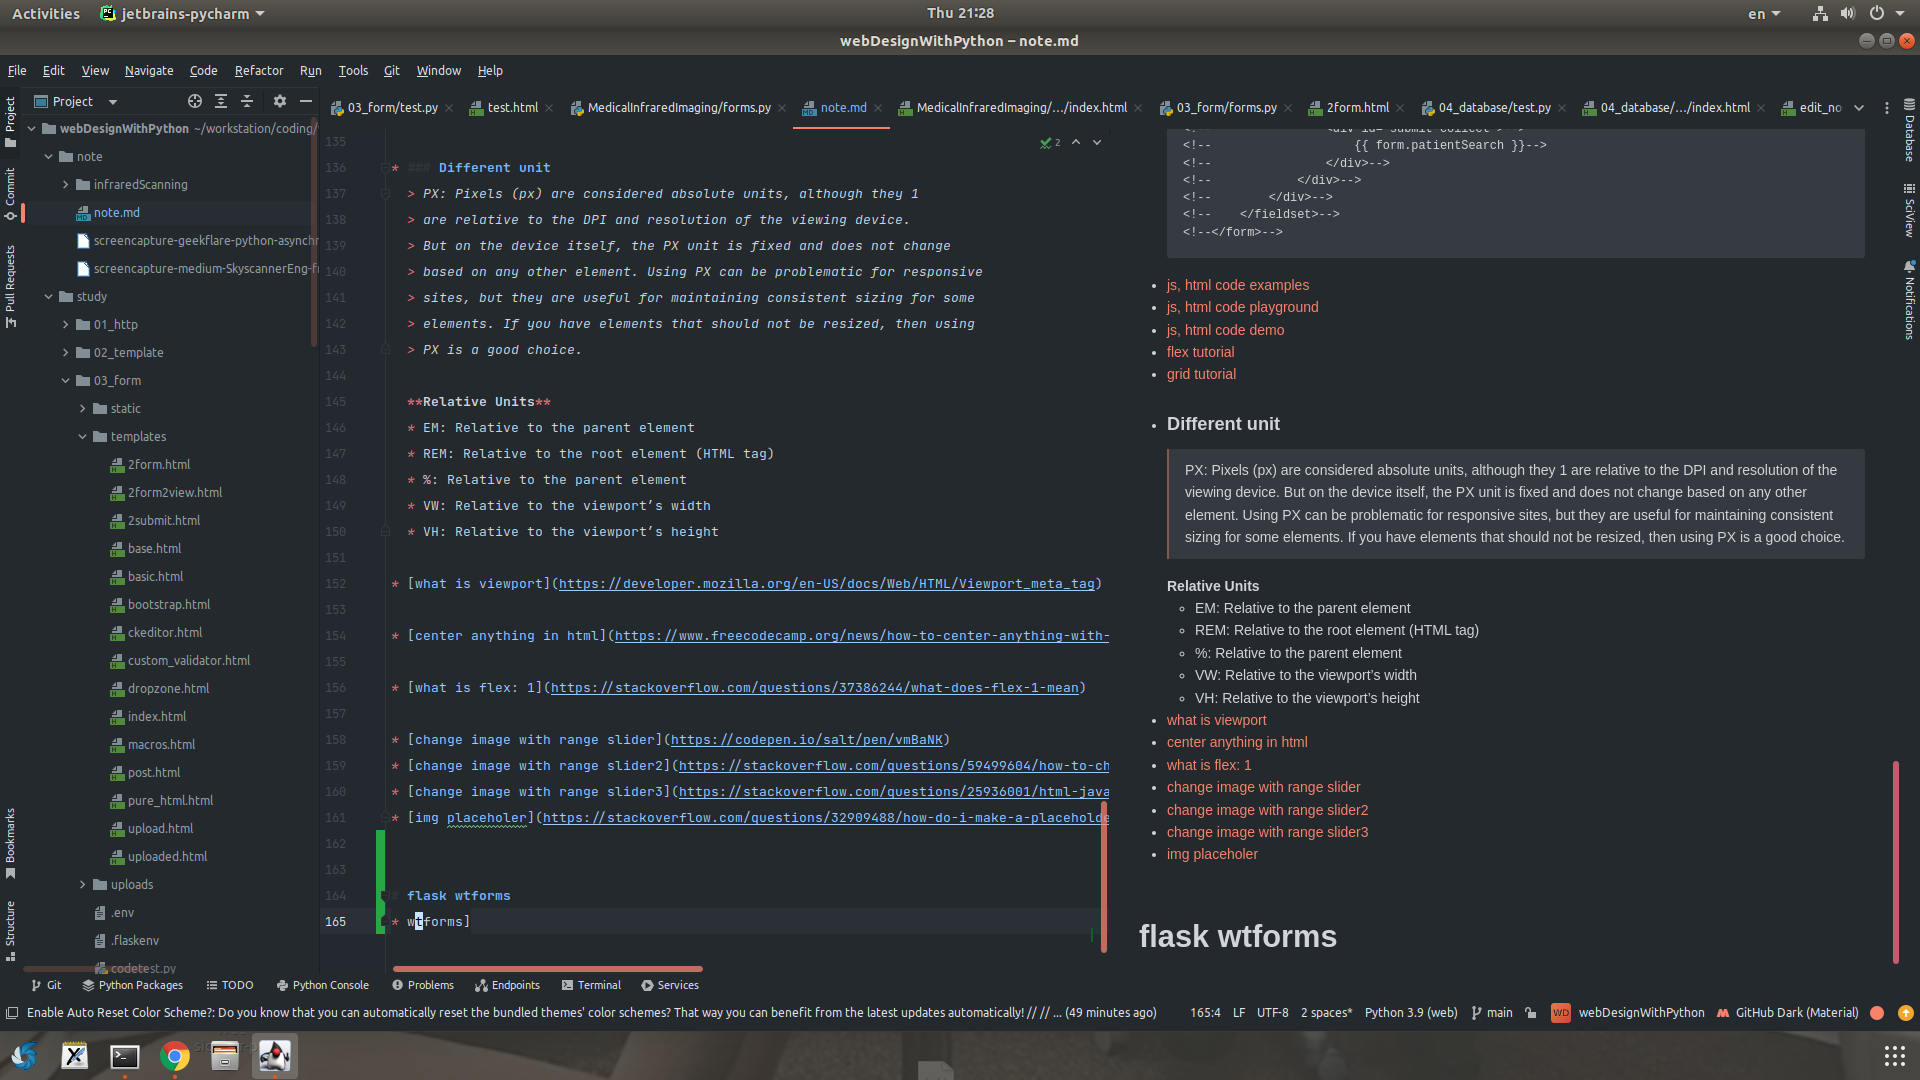 Activities
jetbrains-pycharm
Thu 21:28
en
webDesignWithPython – note.md
File Edit View Navigate Code Refactor Run Tools Git Window Help
Project
03_form/test.py
test.html
MedicalInfraredImaging/forms.py
note.md
MedicalInfraredImaging/.../index.html
03_form/forms.py
2form.html
04_database/test.py
04_database/.../index.html
edit_no
Project
Commit
Pull Requests
Bookmarks
Structure
webDesignWithPython ~/workstation/coding/
note
infraredScanning
note.md
screencapture-geekflare-python-asynchr
screencapture-medium-SkyscannerEng-f
study
01_http
02_template
03_form
static
templates
2form.html
2form2view.html
2submit.html
base.html
basic.html
bootstrap.html
ckeditor.html
custom_validator.html
dropzone.html
index.html
macros.html
post.html
pure_html.html
upload.html
uploaded.html
uploads
.env
.flaskenv
codetest.py
2
135
136 * ### Different unit
137 > PX: Pixels (px) are considered absolute units, although they 1
138 > are relative to the DPI and resolution of the viewing device.
139 > But on the device itself, the PX unit is fixed and does not change
140 > based on any other element. Using PX can be problematic for responsive
141 > sites, but they are useful for maintaining consistent sizing for some
142 > elements. If you have elements that should not be resized, then using
143 > PX is a good choice.
144
145 **Relative Units**
146 * EM: Relative to the parent element
147 * REM: Relative to the root element (HTML tag)
148 * %: Relative to the parent element
149 * VW: Relative to the viewport’s width
150 * VH: Relative to the viewport’s height
151
152 * [what is viewport](https://developer.mozilla.org/en-US/docs/Web/HTML/Viewport_meta_tag)
153
154 * [center anything in html](https://www.freecodecamp.org/news/how-to-center-anything-with-
155
156 * [what is flex: 1](https://stackoverflow.com/questions/37386244/what-does-flex-1-mean)
157
158 * [change image with range slider](https://codepen.io/salt/pen/vmBaNK)
159 * [change image with range slider2](https://stackoverflow.com/questions/59499604/how-to-ch
160 * [change image with range slider3](https://stackoverflow.com/questions/25936001/html-java
161 * [img placeholer](https://stackoverflow.com/questions/32909488/how-do-i-make-a-placeholde
162
163
164 # flask wtforms
165 * wtforms]
<!-- <div id="submit-collect">-->
<!-- {{ form.patientSearch }}-->
<!-- </div>-->
<!-- </div>-->
<!-- </div>-->
<!-- </fieldset>-->
<!--</form>-->
js, html code examples
js, html code playground
js, html code demo
flex tutorial
grid tutorial
Different unit
PX: Pixels (px) are considered absolute units, although they 1 are relative to the DPI and resolution of the
viewing device. But on the device itself, the PX unit is fixed and does not change based on any other
element. Using PX can be problematic for responsive sites, but they are useful for maintaining consistent
sizing for some elements. If you have elements that should not be resized, then using PX is a good choice.
Relative Units
EM: Relative to the parent element
REM: Relative to the root element (HTML tag)
%: Relative to the parent element
VW: Relative to the viewport’s width
VH: Relative to the viewport’s height
what is viewport
center anything in html
what is flex: 1
change image with range slider
change image with range slider2
change image with range slider3
img placeholer
flask wtforms
Database
SciView
Notifications
Git
Python Packages
TODO
Python Console
Problems
Endpoints
Terminal
Services
Enable Auto Reset Color Scheme?: Do you know that you can automatically reset the bundled themes' color schemes? That way you can benefit from the latest updates automatically! // // ... (49 minutes ago)
165:4 LF UTF-8 2 spaces* Python 3.9 (web) main WD webDesignWithPython GitHub Dark (Material)